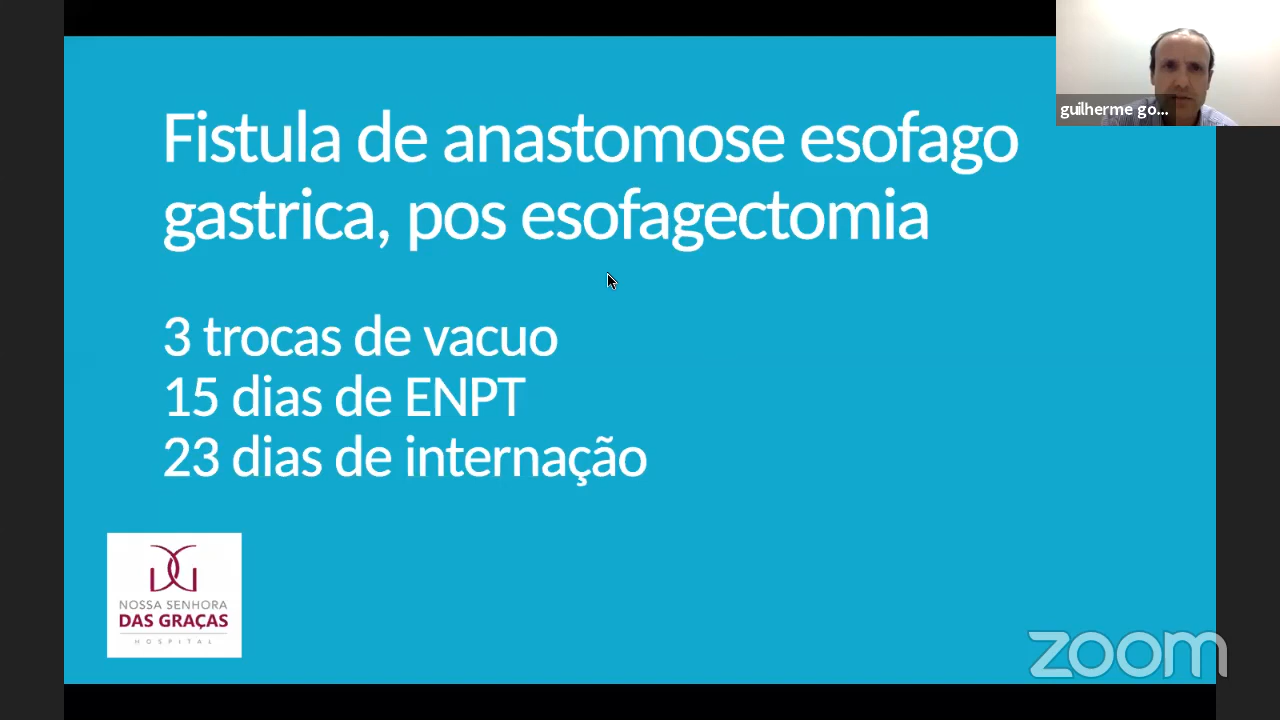 guilherme go...
Fistula de anastomose esofago
gastrica, pos esofagectomia
3 trocas de vacuo
15 dias de ENPT
23 dias de internação
NOSSA SENHORA
DAS GRAÇAS
HOSPITAL
zoom